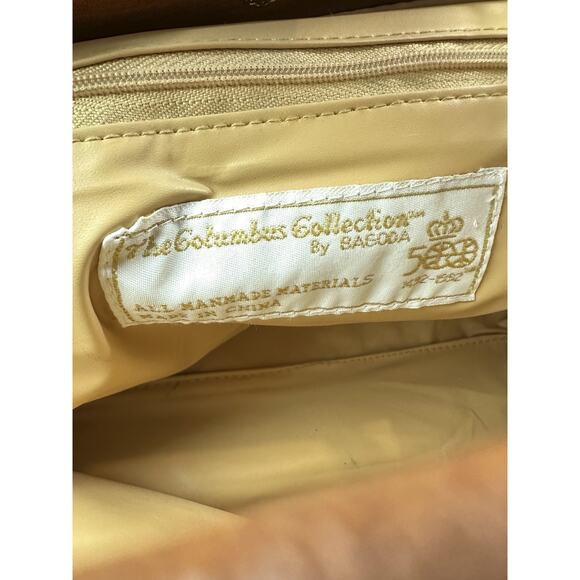 The Columbus Collection™
By BAGODA
500
1492-1992
ALL MANMADE MATERIALS
MADE IN CHINA